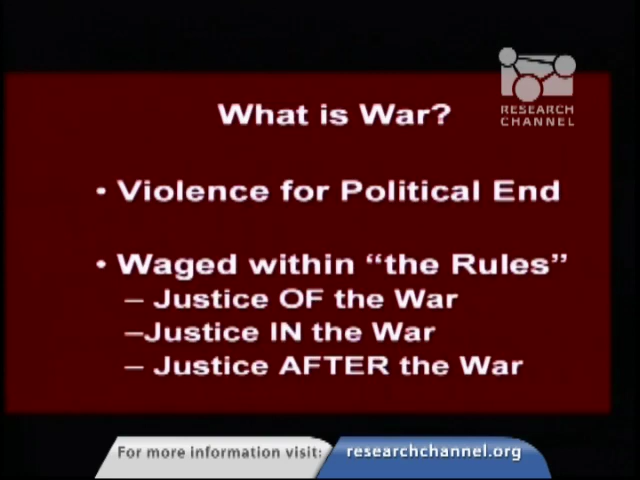 RESEARCH
CHANNEL
What is War?
• Violence for Political End
• Waged within “the Rules”
– Justice OF the War
–Justice IN the War
– Justice AFTER the War
For more information visit: researchchannel.org